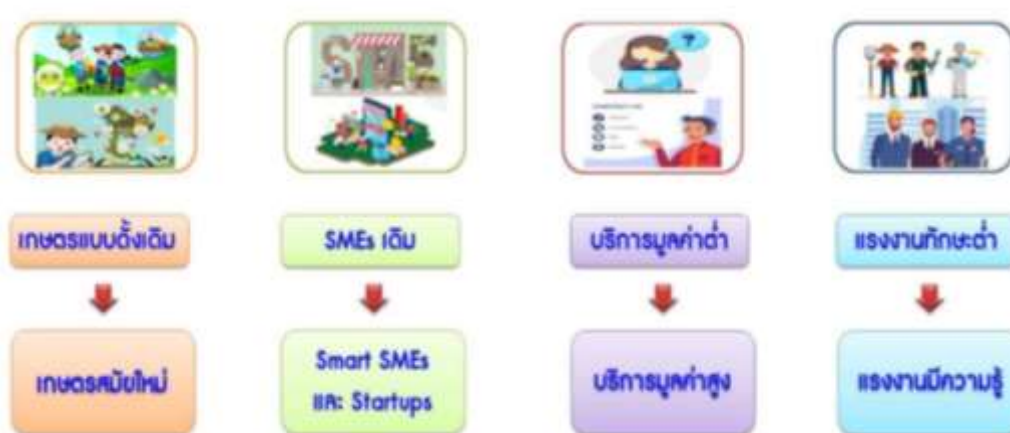 เกษตรแบบดั้งเดิม
SMEs เดิม
บริการมูลค่าต่ำ
แรงงานทักษะต่ำ
เกษตรสมัยใหม่
Smart SMEs
และ Startups
บริการมูลค่าสูง
แรงงานมีความรู้